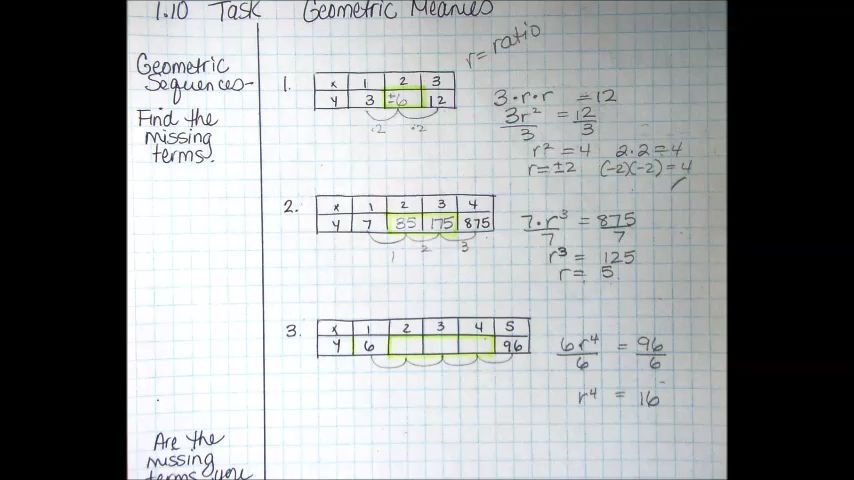 1.10 Task Geometric Meanies
Geometric
Sequences-
Find the
missing
terms.
r = ratio
1.
x 1 2 3
y 3 ±6 12
·2 ·2
3·r·r = 12
3r² = 12
3 3
r² = 4 2·2=4
r=±2 (-2)(-2)=4
2.
x 1 2 3 4
y 7 35 175 875
1 2 3
7·r³ = 875
7 7
r³ = 125
r = 5
3.
x 1 2 3 4 5
y 6 96
6r⁴ = 96
6 6
r⁴ = 16
Are the
missing
terms you